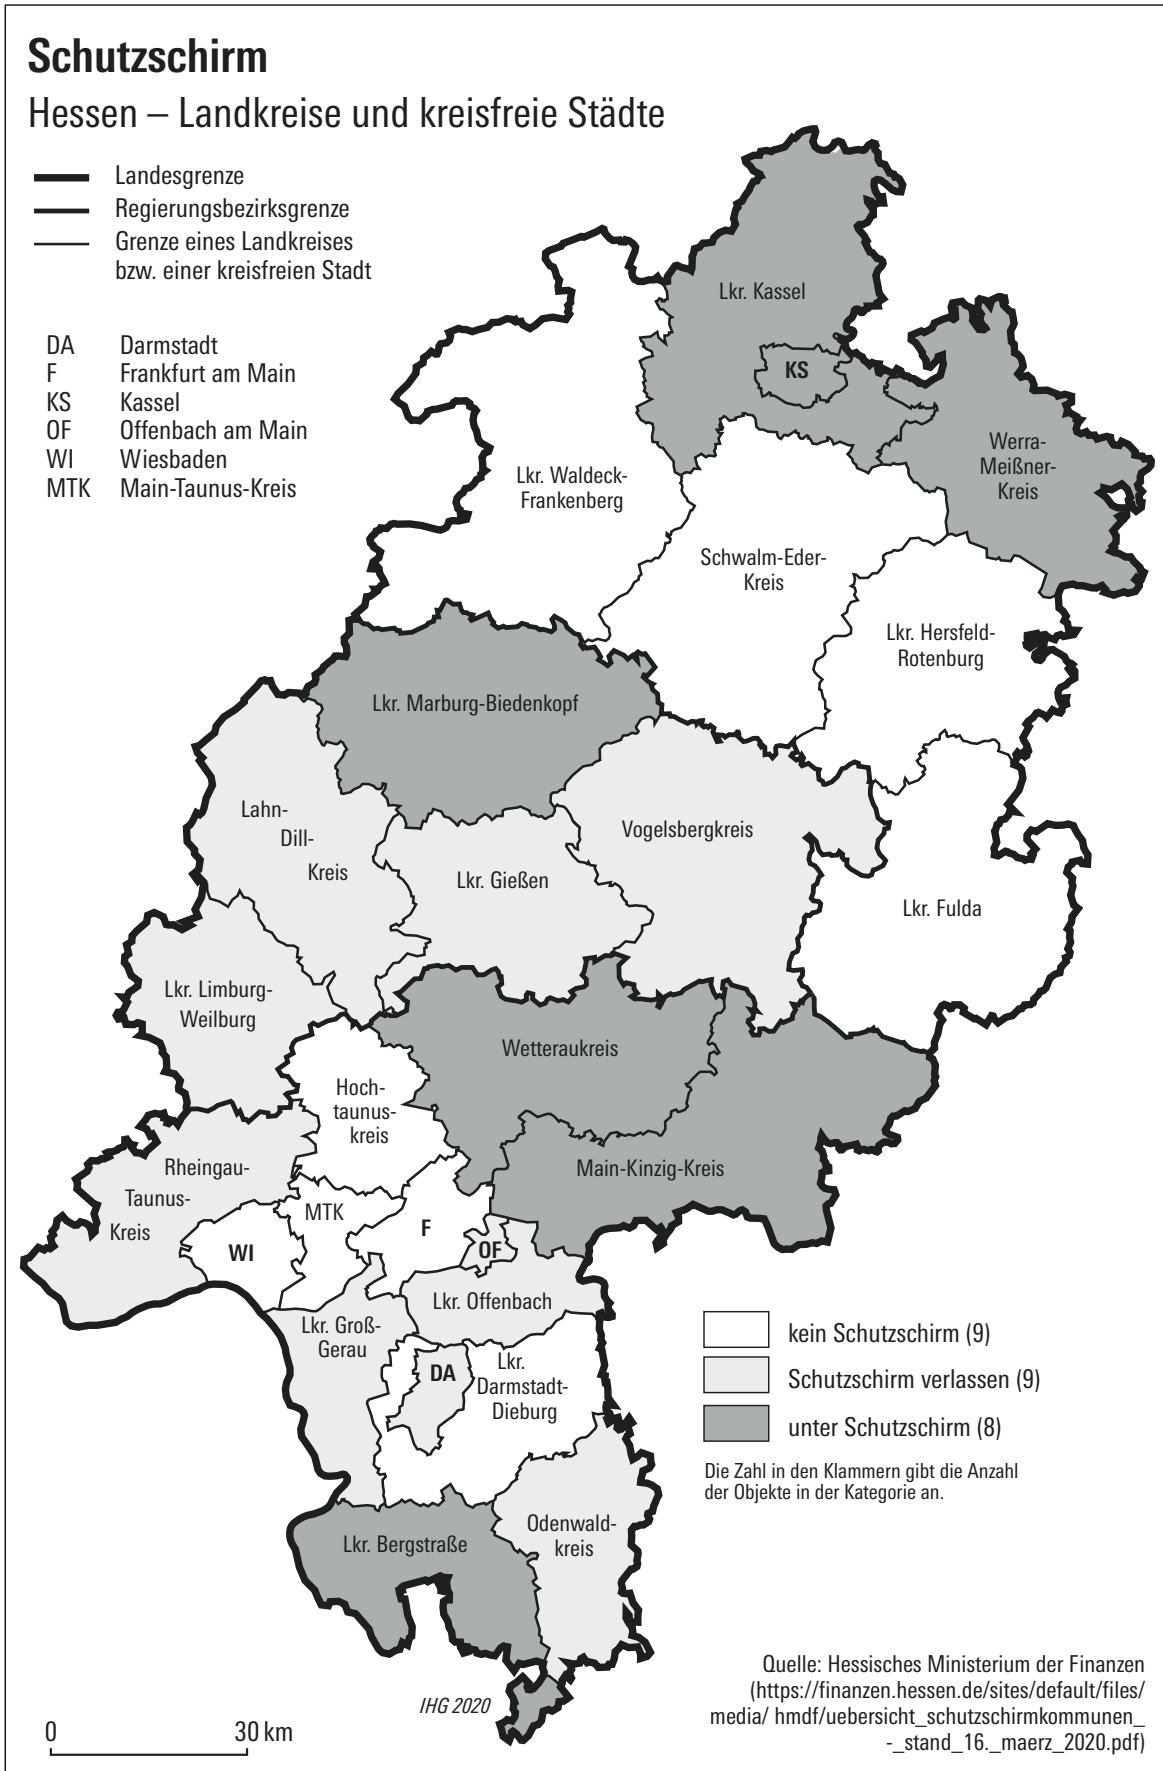 Schutzschirm
Hessen – Landkreise und kreisfreie Städte
Landesgrenze
Regierungsbezirksgrenze
Grenze eines Landkreises
bzw. einer kreisfreien Stadt
DA Darmstadt
F Frankfurt am Main
KS Kassel
OF Offenbach am Main
WI Wiesbaden
MTK Main-Taunus-Kreis
Lkr. Kassel
KS
Werra-
Meißner-
Kreis
Lkr. Waldeck-
Frankenberg
Schwalm-Eder-
Kreis
Lkr. Hersfeld-
Rotenburg
Lkr. Marburg-Biedenkopf
Lahn-
Dill-
Kreis
Vogelsbergkreis
Lkr. Gießen
Lkr. Fulda
Lkr. Limburg-
Weilburg
Wetteraukreis
Hoch-
taunus-
kreis
Rheingau-
Taunus-
Kreis
Main-Kinzig-Kreis
MTK
F
WI
OF
Lkr. Offenbach
Lkr. Groß-
Gerau
DA
Lkr.
Darmstadt-
Dieburg
Odenwald-
kreis
Lkr. Bergstraße
kein Schutzschirm (9)
Schutzschirm verlassen (9)
unter Schutzschirm (8)
Die Zahl in den Klammern gibt die Anzahl
der Objekte in der Kategorie an.
IHG 2020
0 30 km
Quelle: Hessisches Ministerium der Finanzen
(https://finanzen.hessen.de/sites/default/files/
media/ hmdf/uebersicht_schutzschirmkommunen_
-_stand_16._maerz_2020.pdf)